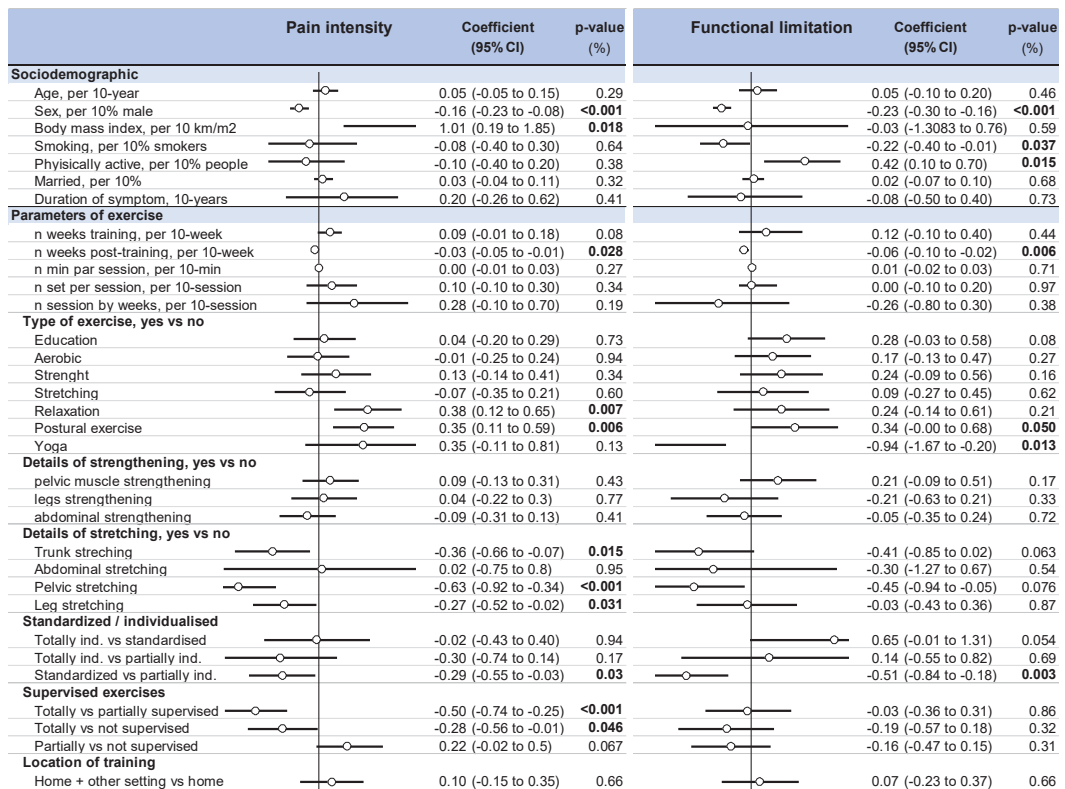 Pain intensity Coefficient (95% CI) p-value (%) Functional limitation Coefficient (95% CI) p-value (%)
Sociodemographic
Age, per 10-year 0.05 (-0.05 to 0.15) 0.29 0.05 (-0.10 to 0.20) 0.46
Sex, per 10% male -0.16 (-0.23 to -0.08) <0.001 -0.23 (-0.30 to -0.16) <0.001
Body mass index, per 10 km/m2 1.01 (0.19 to 1.85) 0.018 -0.03 (-1.3083 to 0.76) 0.59
Smoking, per 10% smokers -0.08 (-0.40 to 0.30) 0.64 -0.22 (-0.40 to -0.01) 0.037
Phyisically active, per 10% people -0.10 (-0.40 to 0.20) 0.38 0.42 (0.10 to 0.70) 0.015
Married, per 10% 0.03 (-0.04 to 0.11) 0.32 0.02 (-0.07 to 0.10) 0.68
Duration of symptom, 10-years 0.20 (-0.26 to 0.62) 0.41 -0.08 (-0.50 to 0.40) 0.73
Parameters of exercise
n weeks training, per 10-week 0.09 (-0.01 to 0.18) 0.08 0.12 (-0.10 to 0.40) 0.44
n weeks post-training, per 10-week -0.03 (-0.05 to -0.01) 0.028 -0.06 (-0.10 to -0.02) 0.006
n min par session, per 10-min 0.00 (-0.01 to 0.03) 0.27 0.01 (-0.02 to 0.03) 0.71
n set per session, per 10-session 0.10 (-0.10 to 0.30) 0.34 0.00 (-0.10 to 0.20) 0.97
n session by weeks, per 10-session 0.28 (-0.10 to 0.70) 0.19 -0.26 (-0.80 to 0.30) 0.38
Type of exercise, yes vs no
Education 0.04 (-0.20 to 0.29) 0.73 0.28 (-0.03 to 0.58) 0.08
Aerobic -0.01 (-0.25 to 0.24) 0.94 0.17 (-0.13 to 0.47) 0.27
Strenght 0.13 (-0.14 to 0.41) 0.34 0.24 (-0.09 to 0.56) 0.16
Stretching -0.07 (-0.35 to 0.21) 0.60 0.09 (-0.27 to 0.45) 0.62
Relaxation 0.38 (0.12 to 0.65) 0.007 0.24 (-0.14 to 0.61) 0.21
Postural exercise 0.35 (0.11 to 0.59) 0.006 0.34 (-0.00 to 0.68) 0.050
Yoga 0.35 (-0.11 to 0.81) 0.13 -0.94 (-1.67 to -0.20) 0.013
Details of strengthening, yes vs no
pelvic muscle strengthening 0.09 (-0.13 to 0.31) 0.43 0.21 (-0.09 to 0.51) 0.17
legs strengthening 0.04 (-0.22 to 0.3) 0.77 -0.21 (-0.63 to 0.21) 0.33
abdominal strengthening -0.09 (-0.31 to 0.13) 0.41 -0.05 (-0.35 to 0.24) 0.72
Details of stretching, yes vs no
Trunk streching -0.36 (-0.66 to -0.07) 0.015 -0.41 (-0.85 to 0.02) 0.063
Abdominal stretching 0.02 (-0.75 to 0.8) 0.95 -0.30 (-1.27 to 0.67) 0.54
Pelvic stretching -0.63 (-0.92 to -0.34) <0.001 -0.45 (-0.94 to -0.05) 0.076
Leg stretching -0.27 (-0.52 to -0.02) 0.031 -0.03 (-0.43 to 0.36) 0.87
Standardized / individualised
Totally ind. vs standardised -0.02 (-0.43 to 0.40) 0.94 0.65 (-0.01 to 1.31) 0.054
Totally ind. vs partially ind. -0.30 (-0.74 to 0.14) 0.17 0.14 (-0.55 to 0.82) 0.69
Standardized vs partially ind. -0.29 (-0.55 to -0.03) 0.03 -0.51 (-0.84 to -0.18) 0.003
Supervised exercises
Totally vs partially supervised -0.50 (-0.74 to -0.25) <0.001 -0.03 (-0.36 to 0.31) 0.86
Totally vs not supervised -0.28 (-0.56 to -0.01) 0.046 -0.19 (-0.57 to 0.18) 0.32
Partially vs not supervised 0.22 (-0.02 to 0.5) 0.067 -0.16 (-0.47 to 0.15) 0.31
Location of training
Home + other setting vs home 0.10 (-0.15 to 0.35) 0.66 0.07 (-0.23 to 0.37) 0.66